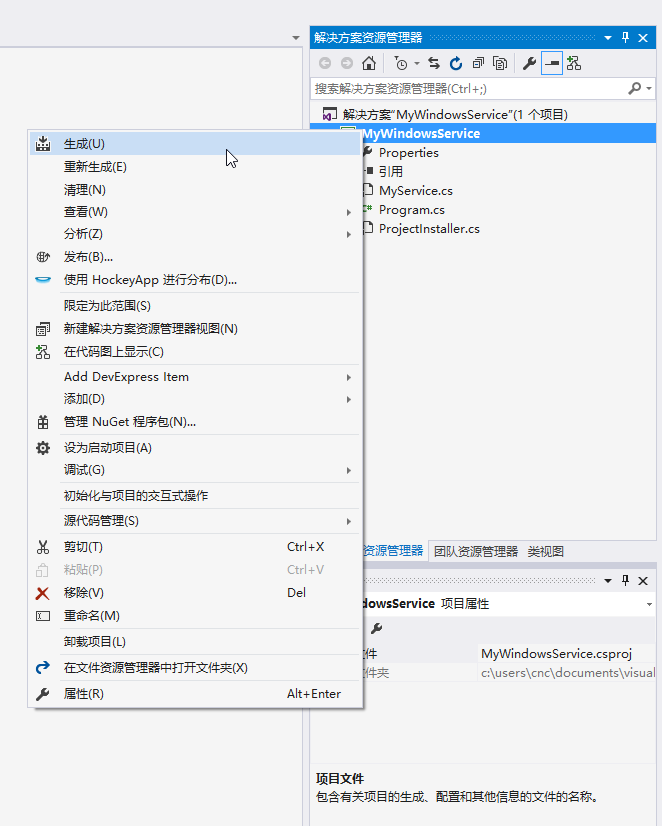 解决方案资源管理器
搜索解决方案资源管理器(Ctrl+;)
解决方案"MyWindowsService"(1 个项目)
MyWindowsService
Properties
引用
MyService.cs
C# Program.cs
ProjectInstaller.cs
生成(U)
重新生成(E)
清理(N)
查看(W)
分析(Z)
发布(B)...
使用 HockeyApp 进行分布(D)...
限定为此范围(S)
新建解决方案资源管理器视图(N)
在代码图上显示(C)
Add DevExpress Item
添加(D)
管理 NuGet 程序包(N)...
设为启动项目(A)
调试(G)
初始化与项目的交互式操作
源代码管理(S)
剪切(T) Ctrl+X
粘贴(P) Ctrl+V
移除(V) Del
重命名(M)
卸载项目(L)
在文件资源管理器中打开文件夹(X)
属性(R) Alt+Enter
资源管理器 团队资源管理器 类视图
dowsService 项目属性
件 MyWindowsService.csproj
件夹 c:\users\cnc\documents\visual
项目文件
包含有关项目的生成、配置和其他信息的文件的名称。